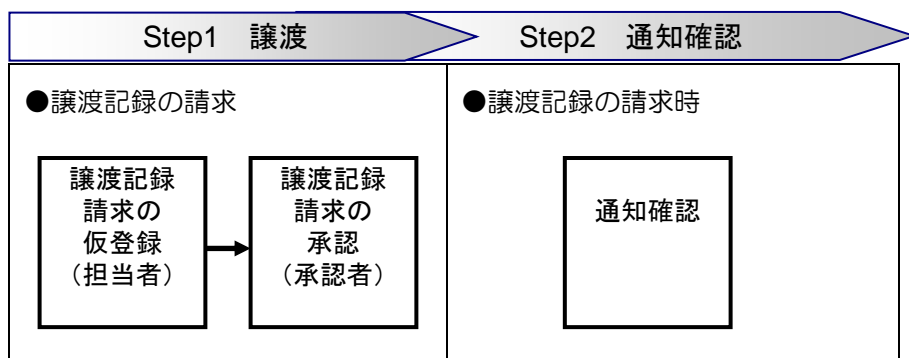 Step1 譲渡
Step2 通知確認
●譲渡記録の請求
譲渡記録
請求の
仮登録
（担当者）
譲渡記録
請求の
承認
（承認者）
●譲渡記録の請求時
通知確認